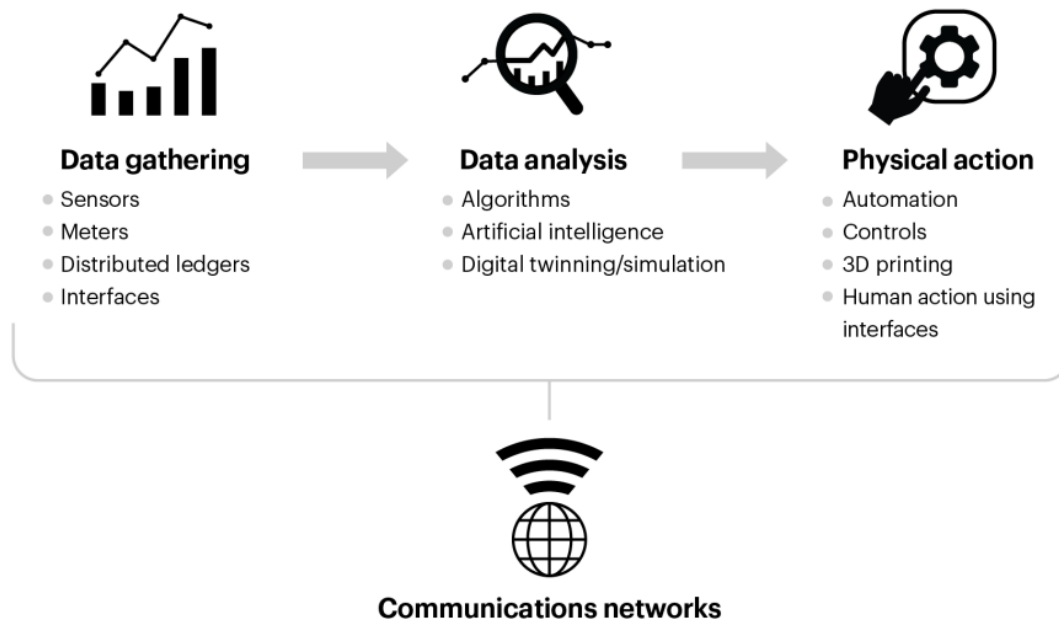 Data gathering
Sensors
Meters
Distributed ledgers
Interfaces
Data analysis
Algorithms
Artificial intelligence
Digital twinning/simulation
Physical action
Automation
Controls
3D printing
Human action using
interfaces
Communications networks